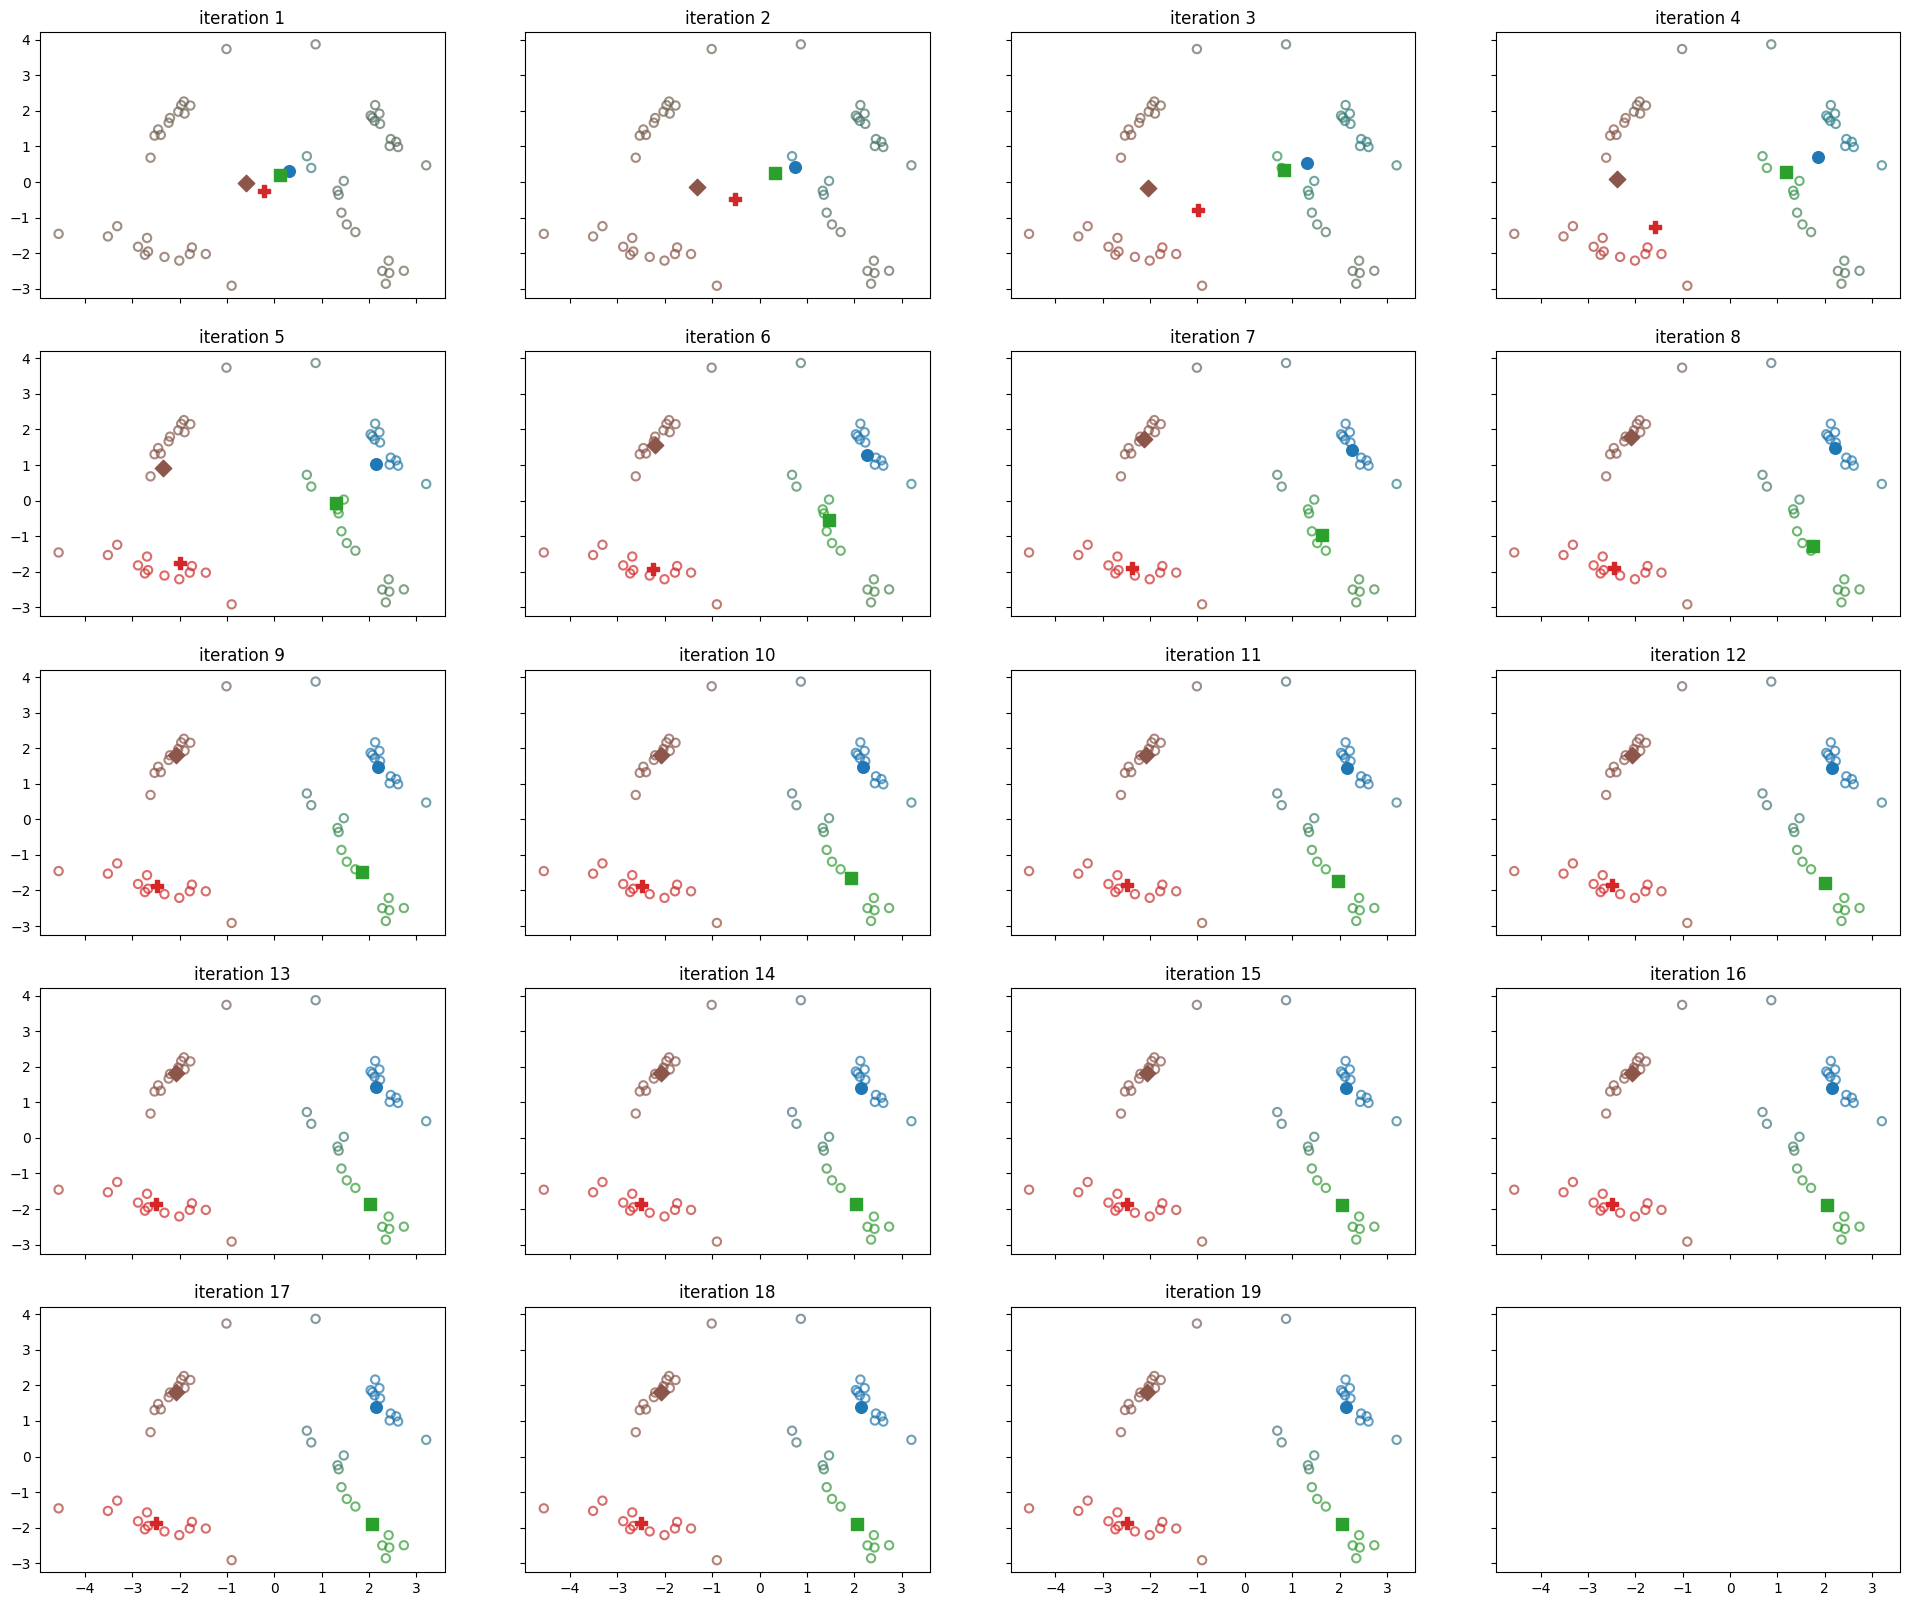 iteration 1
iteration 2
iteration 3
iteration 4
4
3
2
1
0
−1
−2
−3
iteration 5
iteration 6
iteration 7
iteration 8
4
3
2
1
0
−1
−2
−3
iteration 9
iteration 10
iteration 11
iteration 12
4
3
2
1
0
−1
−2
−3
iteration 13
iteration 14
iteration 15
iteration 16
4
3
2
1
0
−1
−2
−3
iteration 17
iteration 18
iteration 19
4
3
2
1
0
−1
−2
−3
−4 −3 −2 −1 0 1 2 3
−4 −3 −2 −1 0 1 2 3
−4 −3 −2 −1 0 1 2 3
−4 −3 −2 −1 0 1 2 3